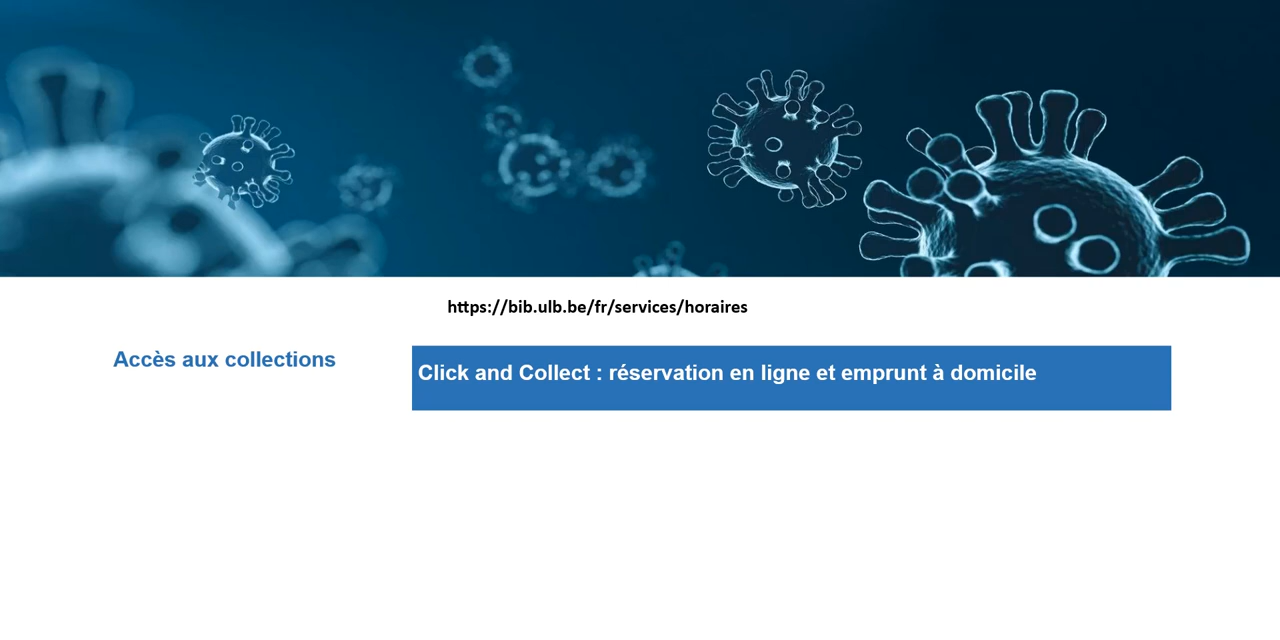 https://bib.ulb.be/fr/services/horaires
Accès aux collections
Click and Collect : réservation en ligne et emprunt à domicile